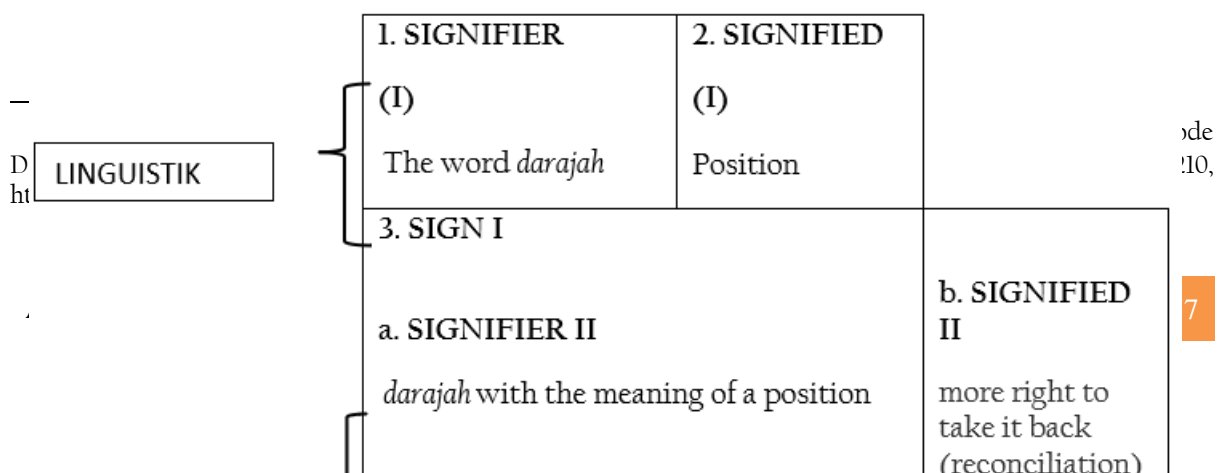 1. SIGNIFIER
2. SIGNIFIED
(I)
(I)
The word darajah
Position
LINGUISTIK
3. SIGN I
a. SIGNIFIER II
darajah with the meaning of a position
b. SIGNIFIED
II
more right to
take it back
(reconciliation)
210,
7